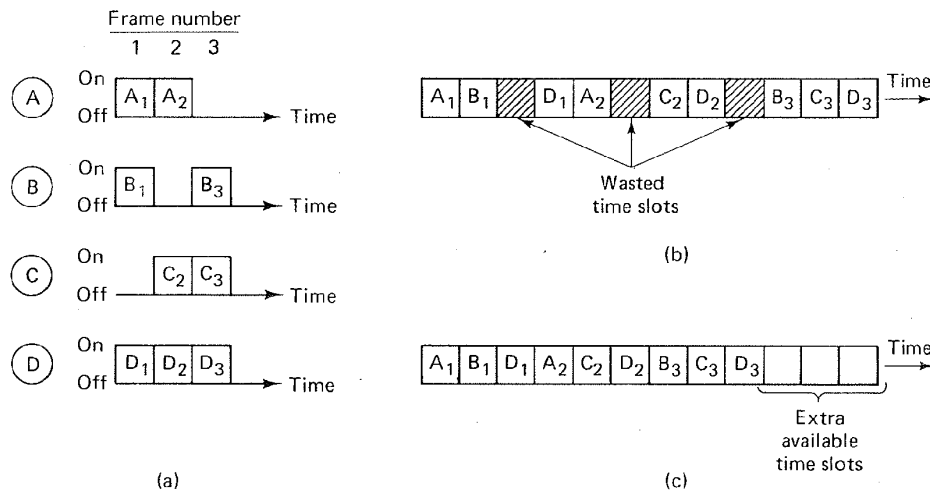 Frame number
1 2 3
A
On
Off
A1 A2
Time
B
On
Off
B1 B3
Time
C
On
Off
C2 C3
Time
D
On
Off
D1 D2 D3
Time
(a)
A1 B1 D1 A2 C2 D2 B3 C3 D3
Time
Wasted
time slots
(b)
A1 B1 D1 A2 C2 D2 B3 C3 D3
Time
Extra
available
time slots
(c)